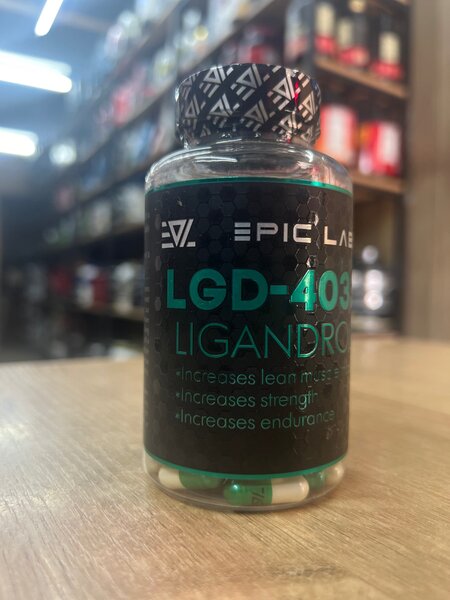 EPIC LAB
LGD-403
LIGANDRO
•Increases lean muscle
•Increases strength
•Increases endurance